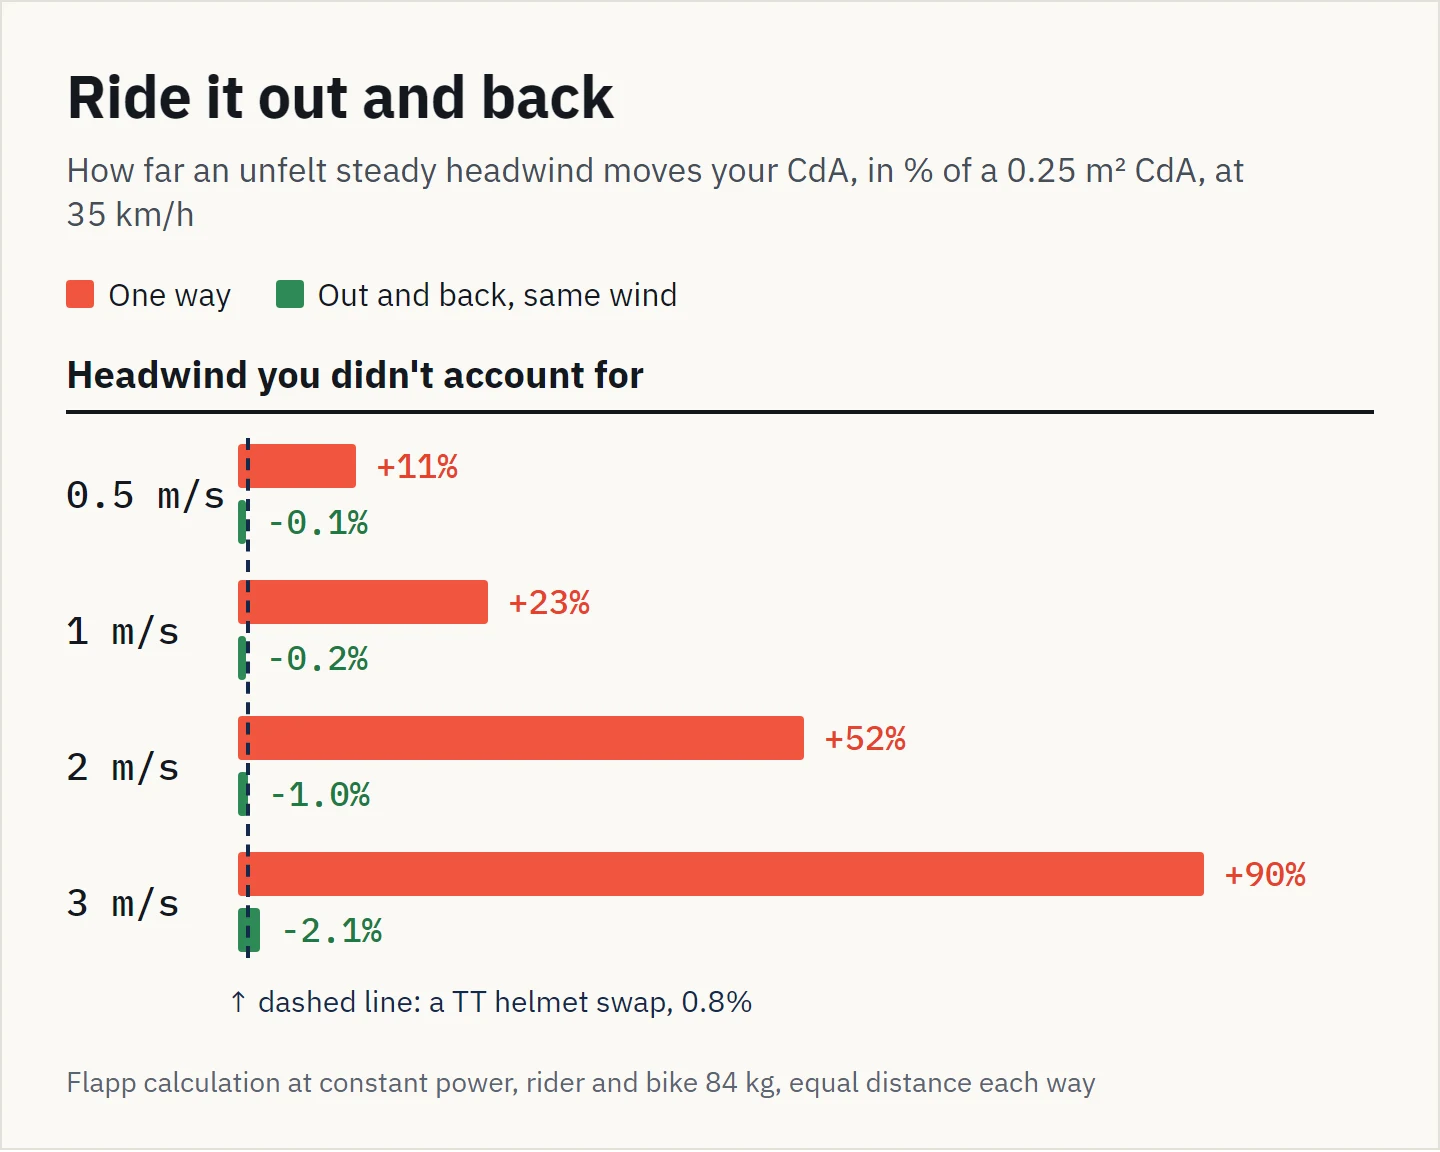 Ride it out and back
How far an unfelt steady headwind moves your CdA, in % of a 0.25 m² CdA, at
35 km/h
One way
Out and back, same wind
Headwind you didn't account for
0.5 m/s
+11%
-0.1%
1 m/s
+23%
-0.2%
2 m/s
+52%
-1.0%
3 m/s
+90%
-2.1%
↑ dashed line: a TT helmet swap, 0.8%
Flapp calculation at constant power, rider and bike 84 kg, equal distance each way